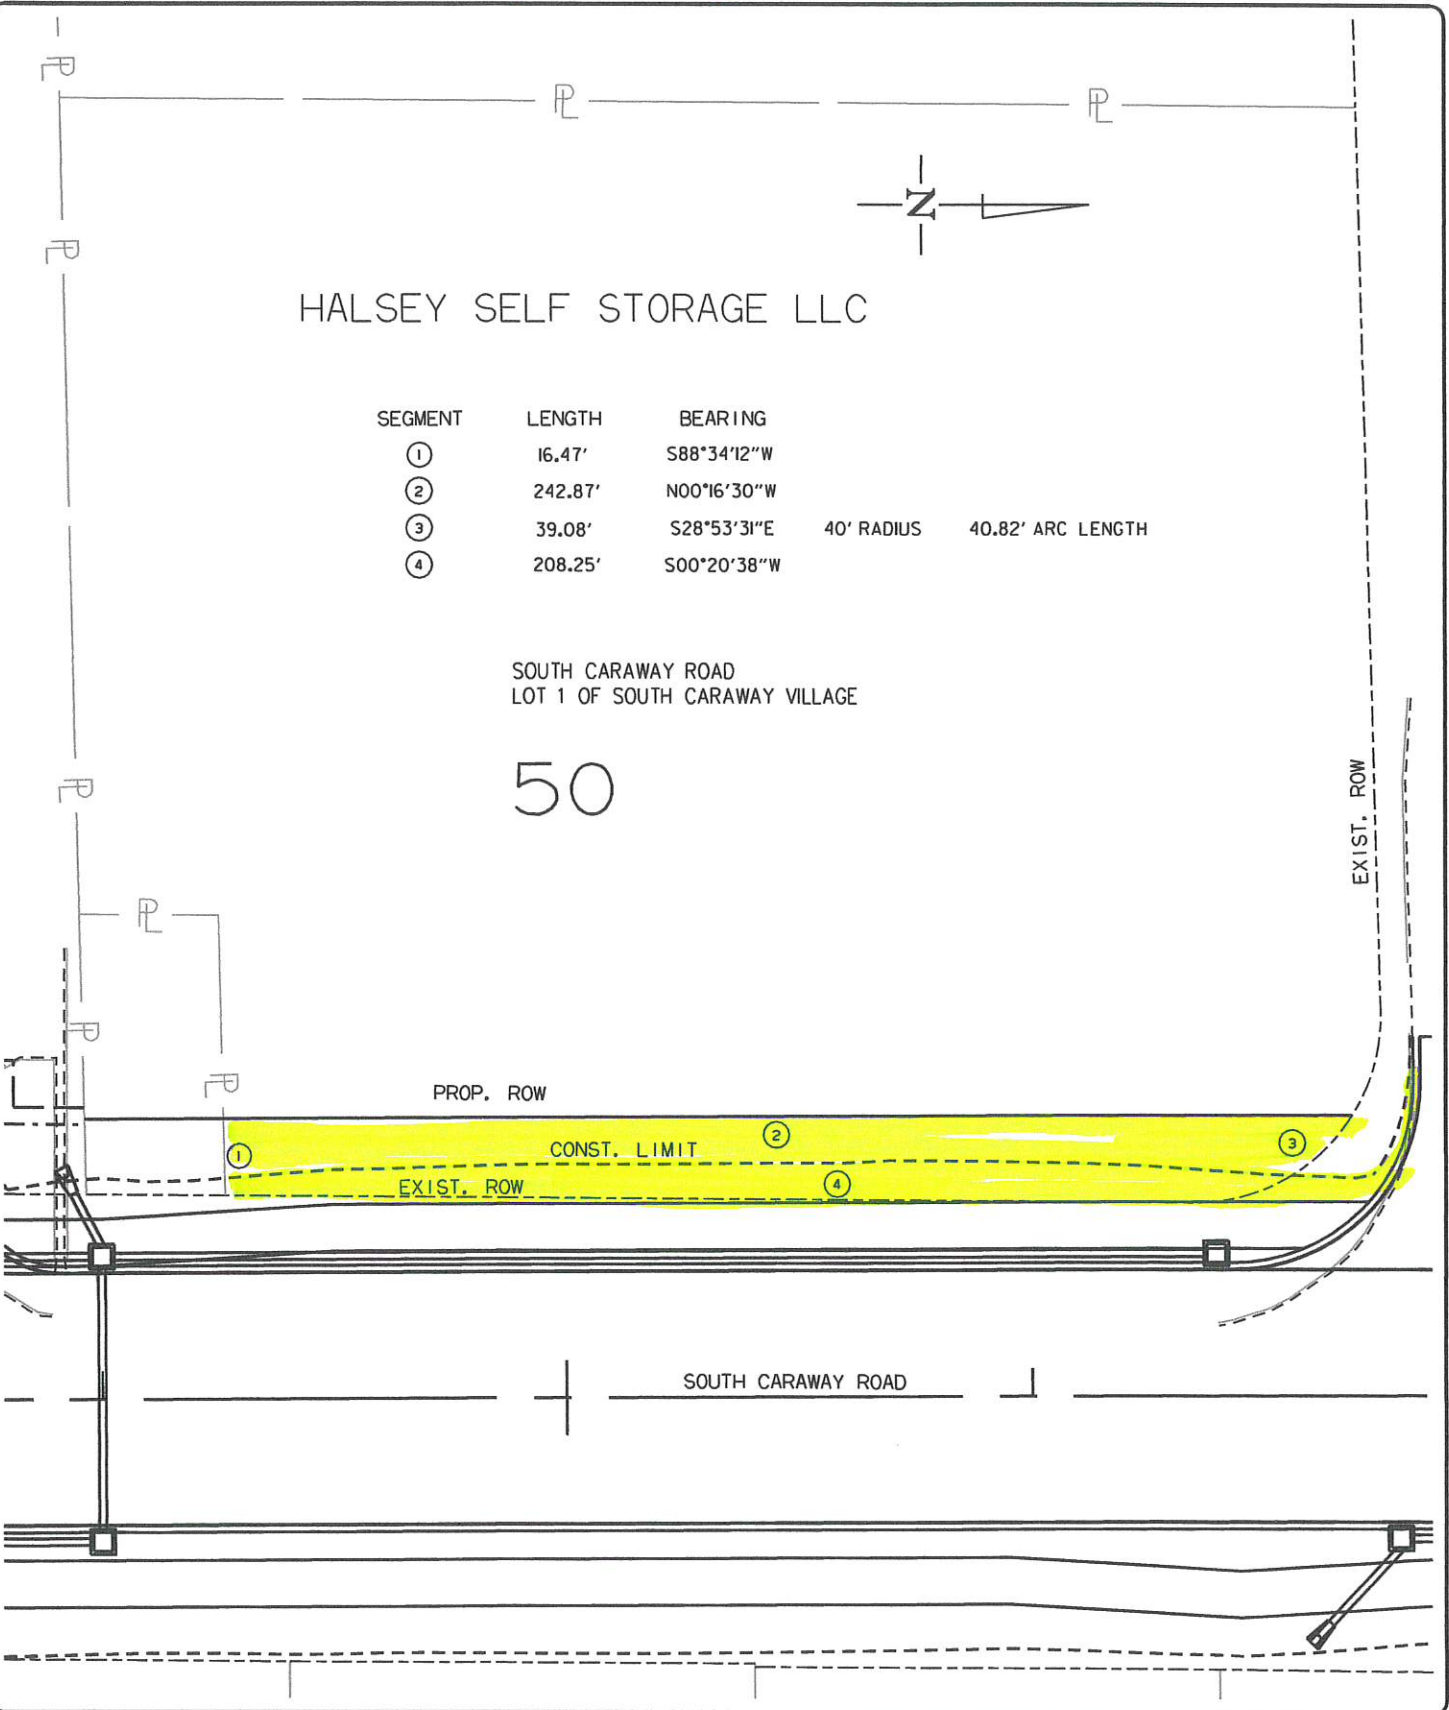 PL
PL
PL
N
PL
HALSEY SELF STORAGE LLC
SEGMENT LENGTH BEARING
1 16.47' S88°34'12"W
2 242.87' N00°16'30"W
3 39.08' S28°53'31"E 40' RADIUS 40.82' ARC LENGTH
4 208.25' S00°20'38"W
SOUTH CARAWAY ROAD
LOT 1 OF SOUTH CARAWAY VILLAGE
50
PL
EXIST. ROW
PL
PL
PL
PROP. ROW
1
2
3
CONST. LIMIT
EXIST. ROW
4
SOUTH CARAWAY ROAD